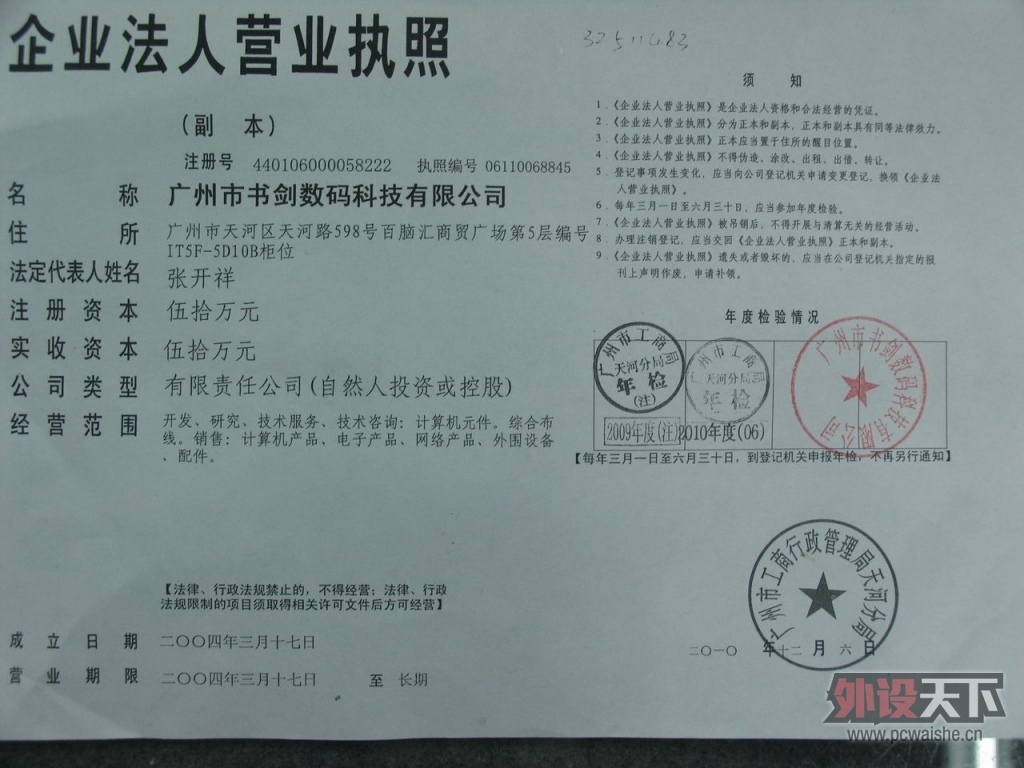 企业法人营业执照
（副 本）
注册号 440106000058222 执照编号 06110068845
名 称 广州市书剑数码科技有限公司
住 所 广州市天河区天河路598号百脑汇商贸广场第5层编号
IT5F-5D10B柜位
法定代表人姓名 张开祥
注册资本 伍拾万元
实收资本 伍拾万元
公司类型 有限责任公司(自然人投资或控股)
经营范围 开发、研究、技术服务、技术咨询：计算机元件。综合布
线。销售：计算机产品、电子产品、网络产品、外围设备
、配件。
【法律、行政法规禁止的，不得经营；法律、行政
法规限制的项目须取得相关许可文件后方可经营】
成立日期 二〇〇四年三月十七日
营业期限 二〇〇四年三月十七日 至 长期
须 知
1．《企业法人营业执照》是企业法人资格和合法经营的凭证。
2．《企业法人营业执照》分为正本和副本，正本和副本具有同等法律效力。
3．《企业法人营业执照》正本应当置于住所的醒目位置。
4．《企业法人营业执照》不得伪造、涂改、出租、出借、转让。
5．登记事项发生变化，应当向公司登记机关申请变更登记，换领《企业法
人营业执照》。
6．每年三月一日至六月三十日，应当参加年度检验。
7．《企业法人营业执照》被吊销后，不得开展与清算无关的经营活动。
8．办理注销登记，应当交回《企业法人营业执照》正本和副本。
9．《企业法人营业执照》遗失或者毁坏的，应当在公司登记机关指定的报
刊上声明作废，申请补领。
年度检验情况
广州市工商局
天河分局
年检
(注)
2009年度(注)
广州市工商局
天河分局
年检
2010年度(06)
广州市书剑数码科技有限公司
【每年三月一日至六月三十日，到登记机关申报年检，不再另行通知】
广州市工商行政管理局天河分局
二〇一〇 年十二月六日
外设天下
www.pcwaishe.cn